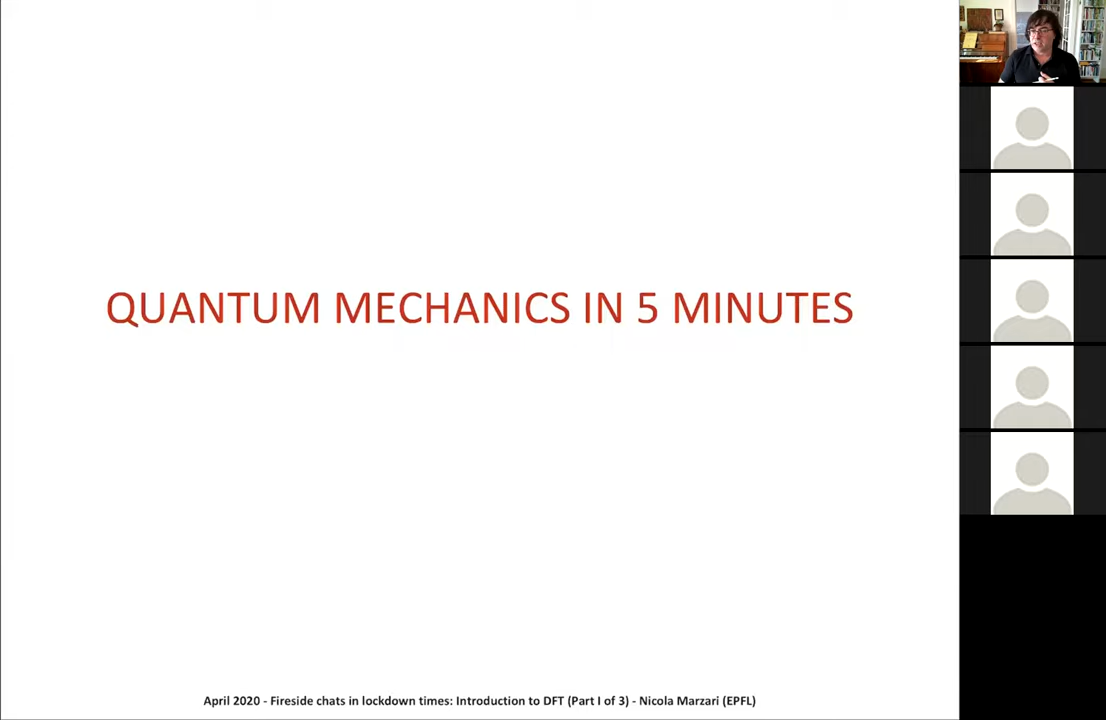 QUANTUM MECHANICS IN 5 MINUTES
April 2020 - Fireside chats in lockdown times: Introduction to DFT (Part I of 3) - Nicola Marzari (EPFL)